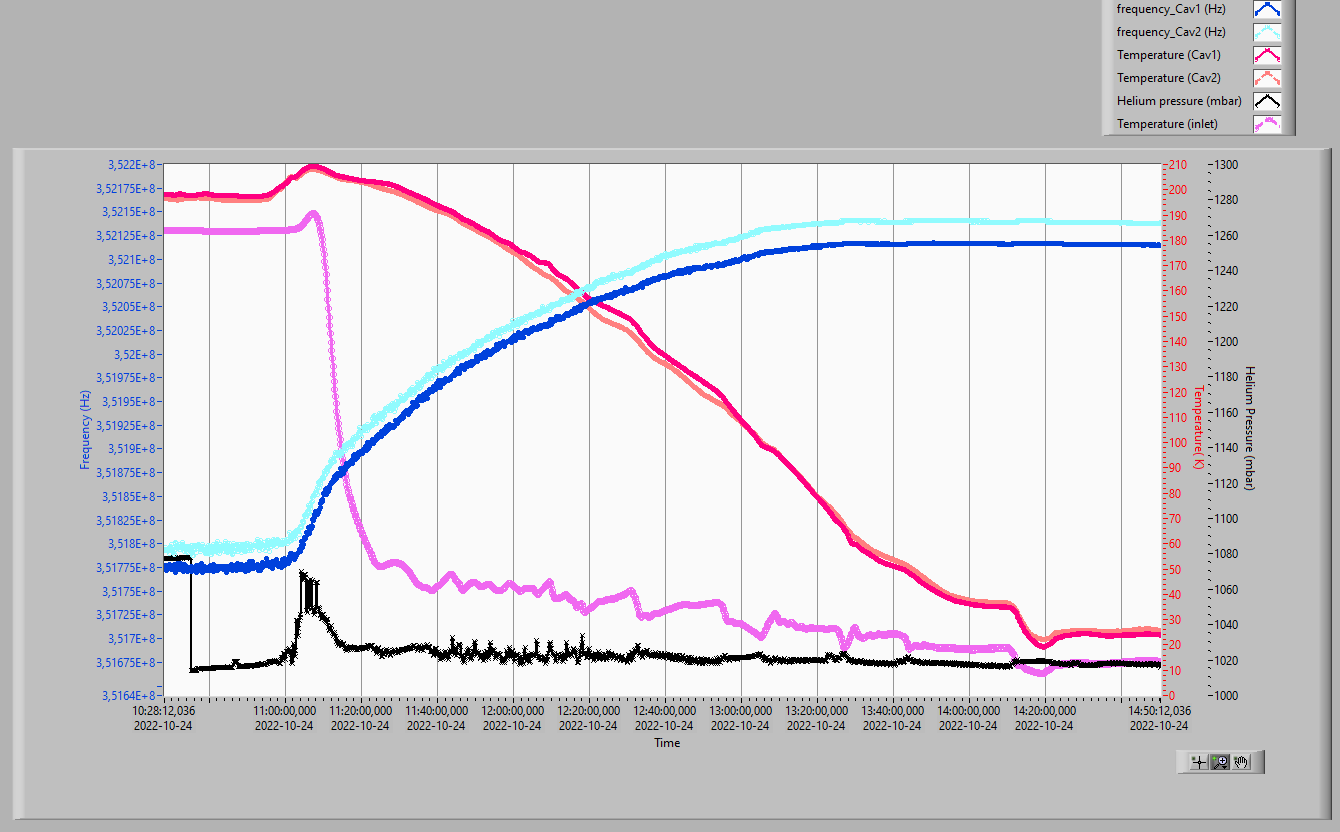 frequency_Cav1 (Hz)
frequency_Cav2 (Hz)
Temperature (Cav1)
Temperature (Cav2)
Helium pressure (mbar)
Temperature (inlet)
3,522E+8
3,52175E+8
3,5215E+8
3,52125E+8
3,521E+8
3,52075E+8
3,5205E+8
3,52025E+8
3,52E+8
3,51975E+8
3,5195E+8
3,51925E+8
3,519E+8
3,51875E+8
3,5185E+8
3,51825E+8
3,518E+8
3,51775E+8
3,5175E+8
3,51725E+8
3,517E+8
3,51675E+8
3,5164E+8
Frequency (Hz)
210
200
190
180
170
160
150
140
130
120
110
100
90
80
70
60
50
40
30
20
10
0
Temperature( K)
1300
1280
1260
1240
1220
1200
1180
1160
1140
1120
1100
1080
1060
1040
1020
1000
Helium Pressure (mbar)
10:28:12,036 11:00:00,000 11:20:00,000 11:40:00,000 12:00:00,000 12:20:00,000 12:40:00,000 13:00:00,000 13:20:00,000 13:40:00,000 14:00:00,000 14:20:00,000 14:50:12,036
2022-10-24 2022-10-24 2022-10-24 2022-10-24 2022-10-24 2022-10-24 2022-10-24 2022-10-24 2022-10-24 2022-10-24 2022-10-24 2022-10-24 2022-10-24
Time